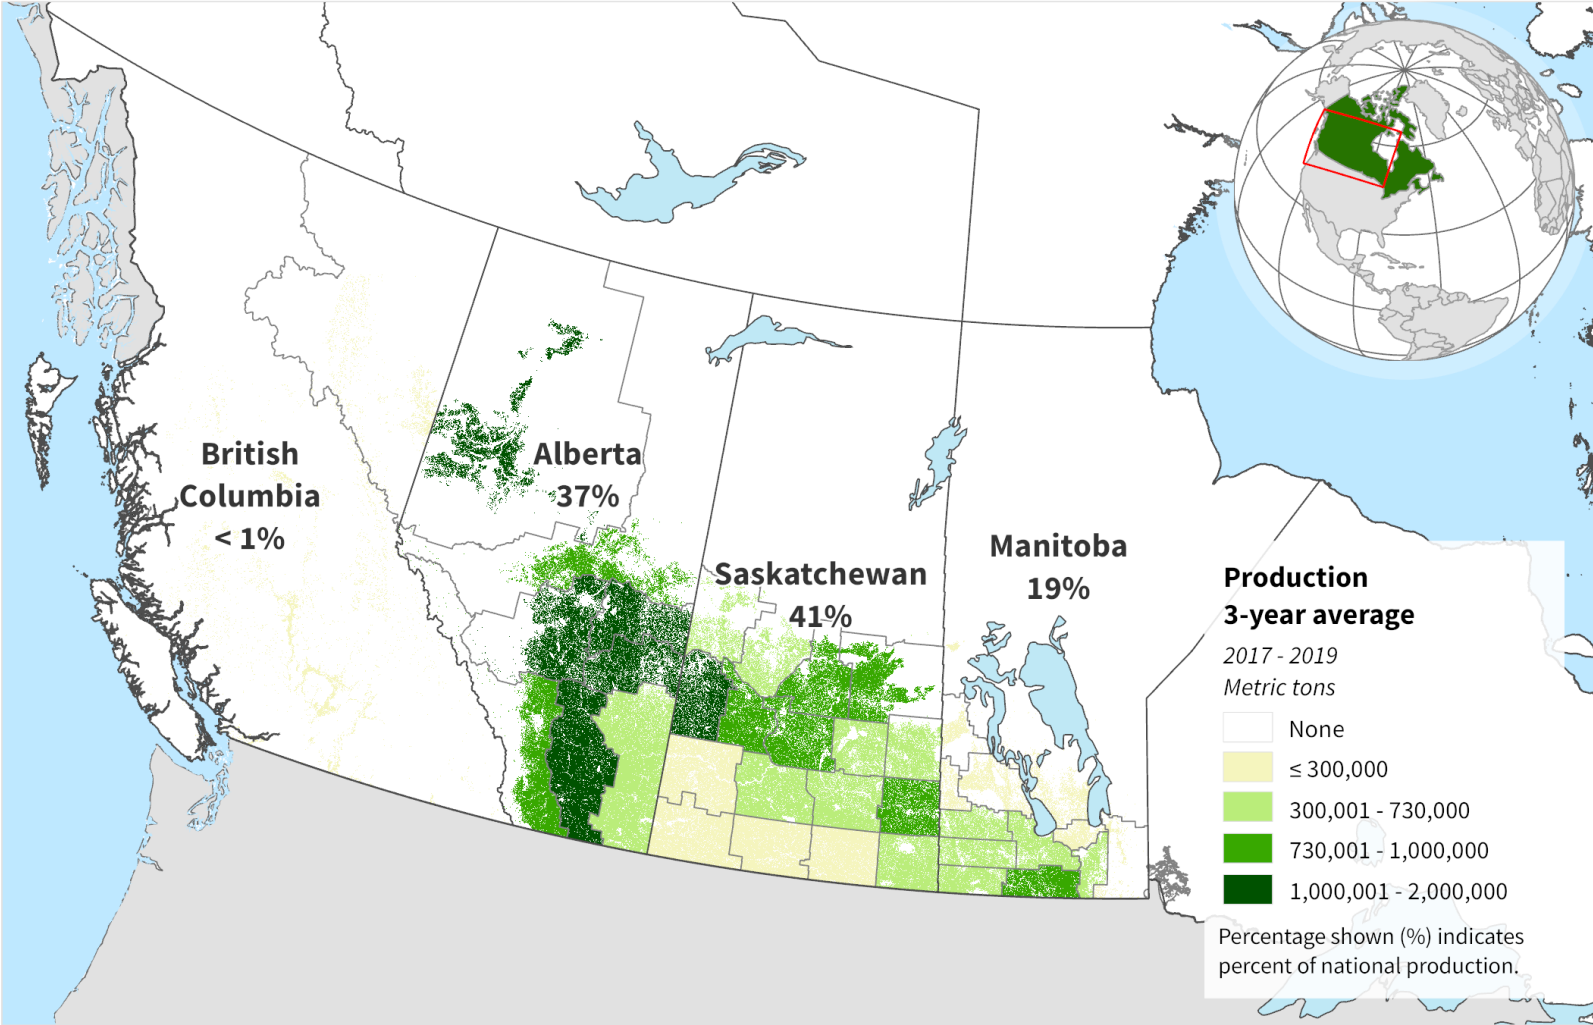 British
Columbia
< 1%
Alberta
37%
Saskatchewan
41%
Manitoba
19%
Production
3-year average
2017 - 2019
Metric tons
None
≤ 300,000
300,001 - 730,000
730,001 - 1,000,000
1,000,001 - 2,000,000
Percentage shown (%) indicates
percent of national production.